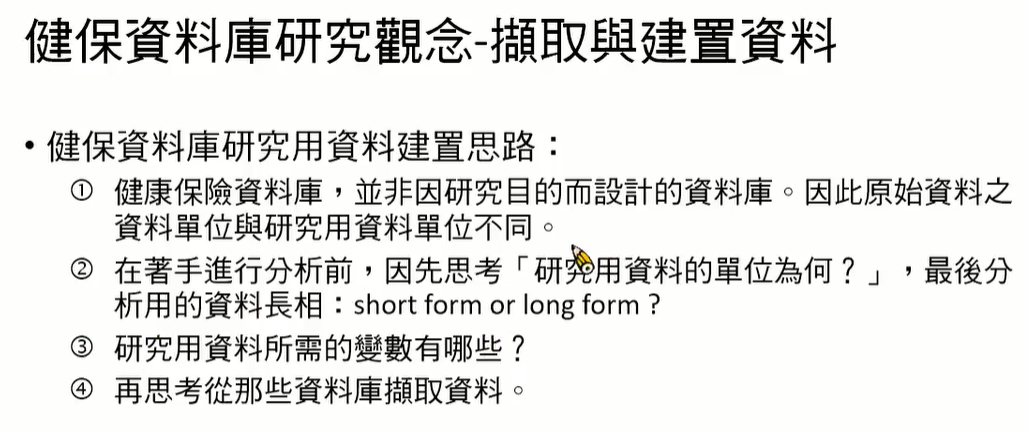 健保資料庫研究觀念-擷取與建置資料
• 健保資料庫研究用資料建置思路：
① 健康保險資料庫，並非因研究目的而設計的資料庫。因此原始資料之
資料單位與研究用資料單位不同。
② 在著手進行分析前，因先思考「研究用資料的單位為何？」，最後分
析用的資料長相：short form or long form？
③ 研究用資料所需的變數有哪些？
④ 再思考從那些資料庫擷取資料。